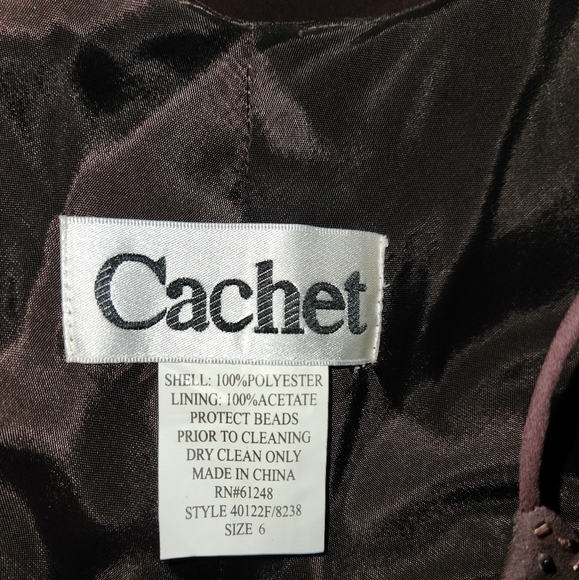 Cachet
SHELL: 100%POLYESTER
LINING: 100%ACETATE
PROTECT BEADS
PRIOR TO CLEANING
DRY CLEAN ONLY
MADE IN CHINA
RN#61248
STYLE 40122F/8238
SIZE 6